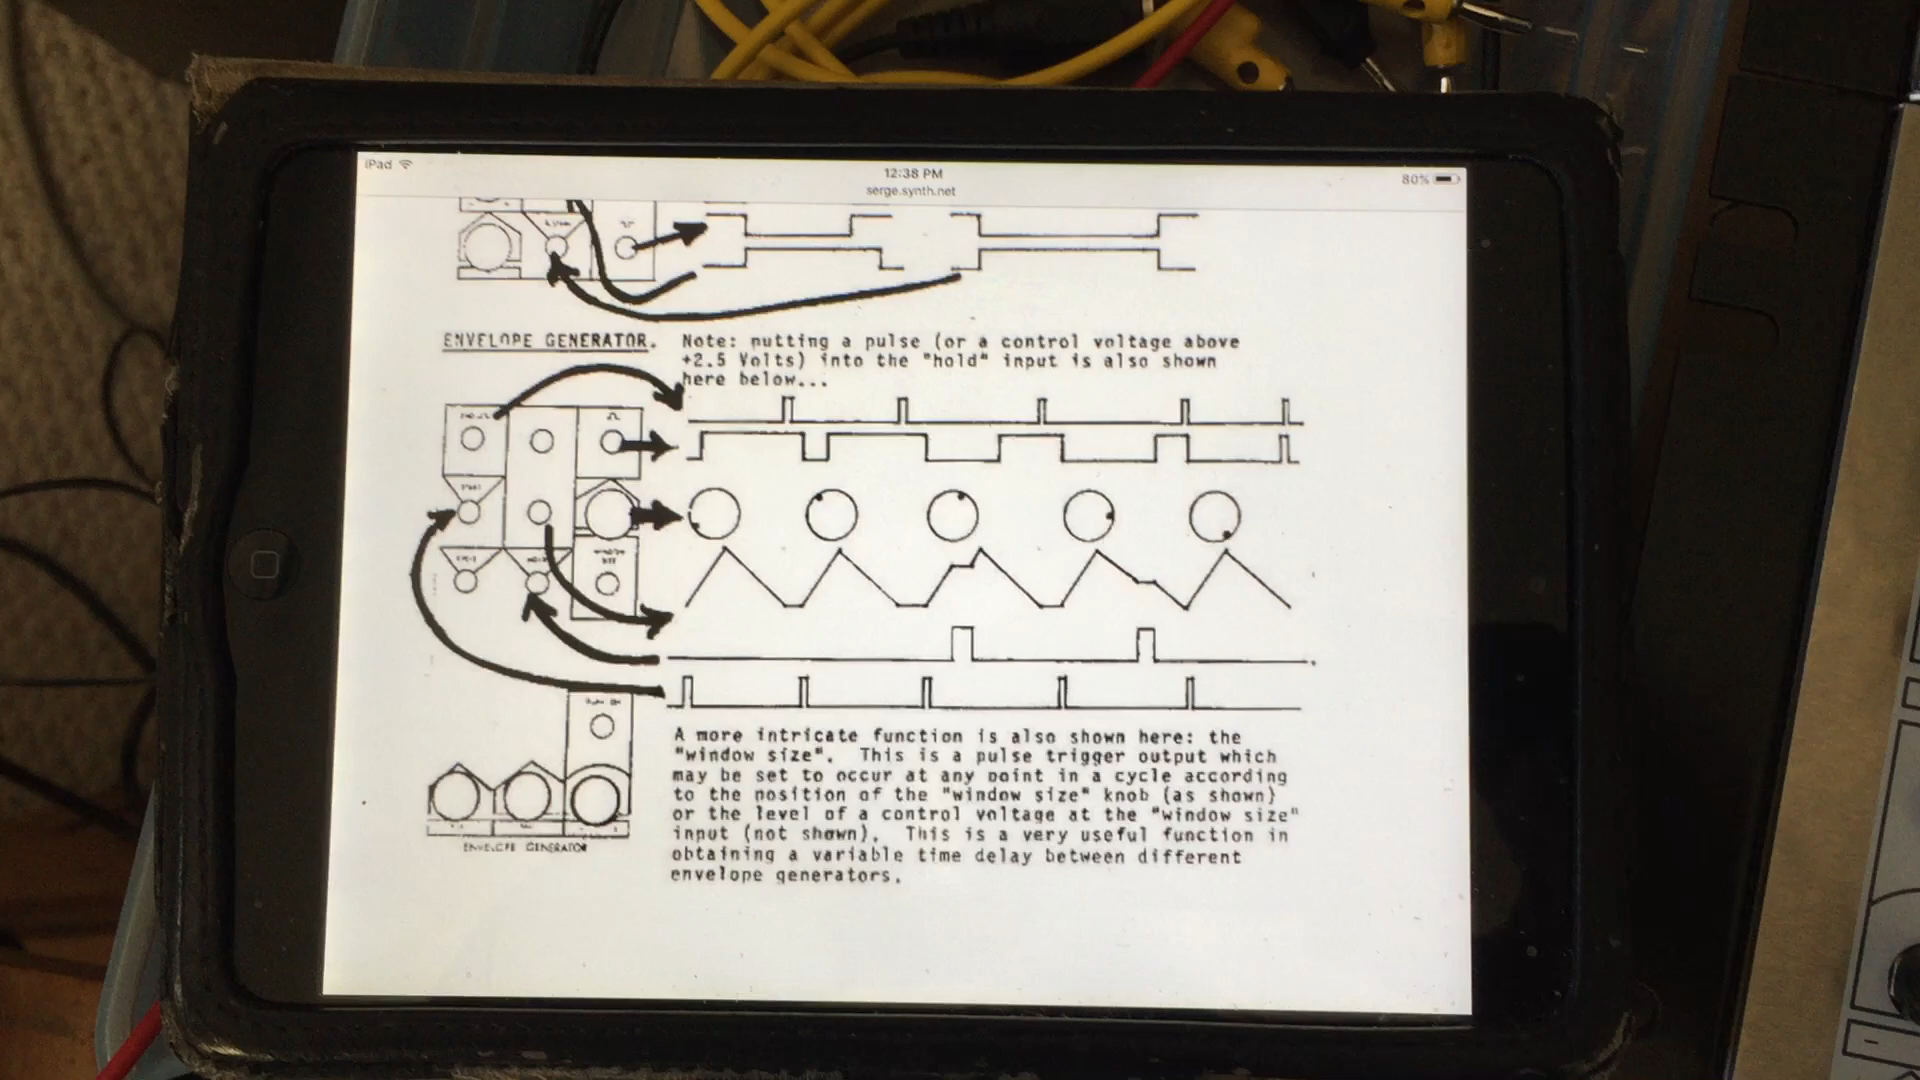 iPad
12:38 PM
80%
serge.synth.net
ENVELOPE GENERATOR.
Note: putting a pulse (or a control voltage above
+2.5 Volts) into the "hold" input is also shown
here below...
START
CYCLE
HOLD
WINDOW
SIZE
A more intricate function is also shown here: the
"window size". This is a pulse trigger output which
may be set to occur at any point in a cycle according
to the position of the "window size" knob (as shown)
or the level of a control voltage at the "window size"
input (not shown). This is a very useful function in
obtaining a variable time delay between different
envelope generators.
ENVELOPE GENERATOR